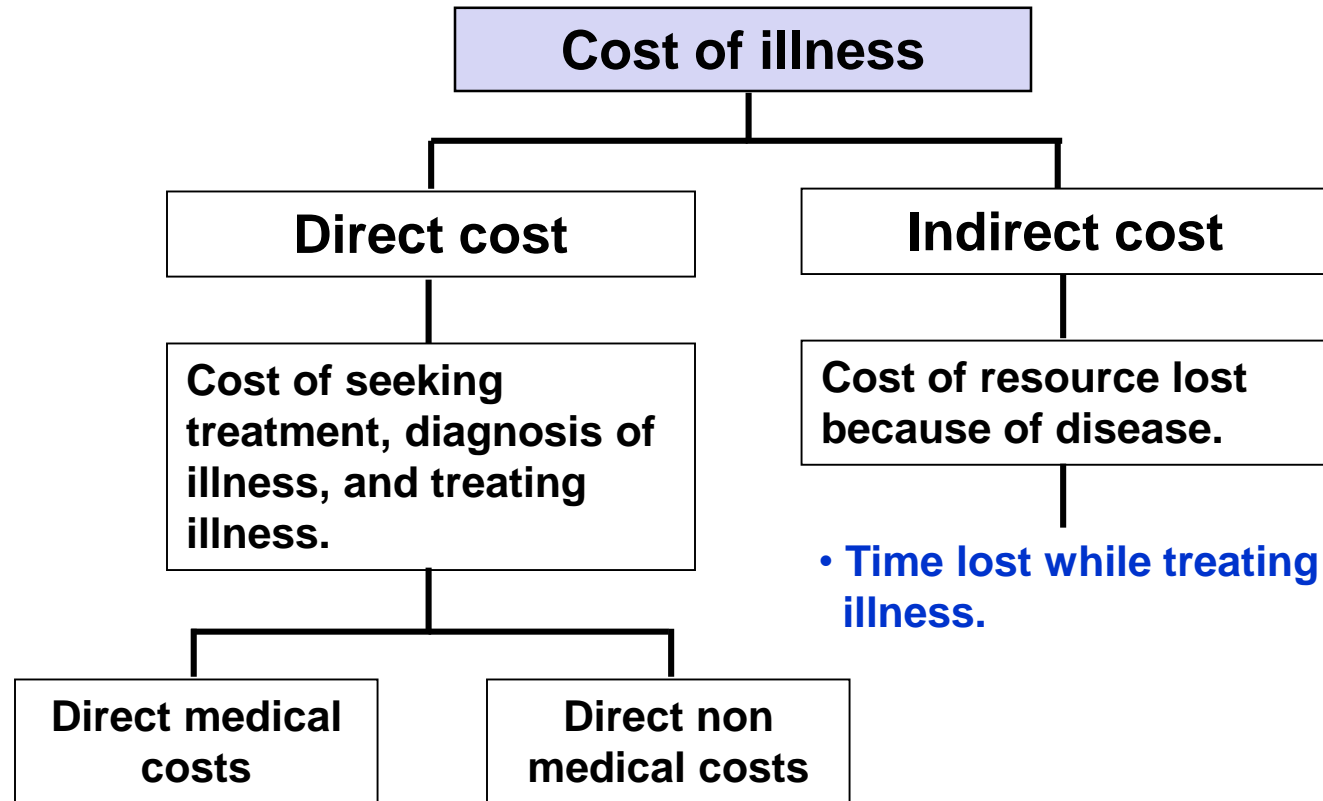 Cost of illness
Direct cost
Indirect cost
Cost of seeking
treatment, diagnosis of
illness, and treating
illness.
Cost of resource lost
because of disease.
• Time lost while treating
illness.
Direct medical
costs
Direct non
medical costs